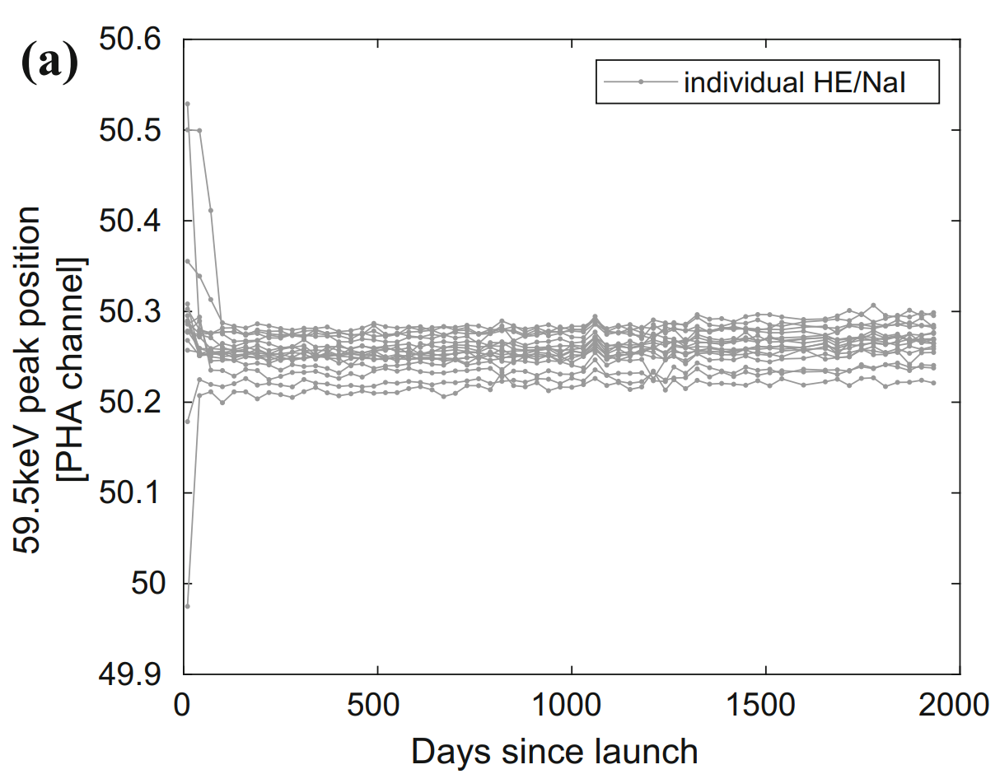 (a)
50.6
50.5
50.4
50.3
50.2
50.1
50
49.9
59.5keV peak position
[PHA channel]
individual HE/NaI
0 500 1000 1500 2000
Days since launch